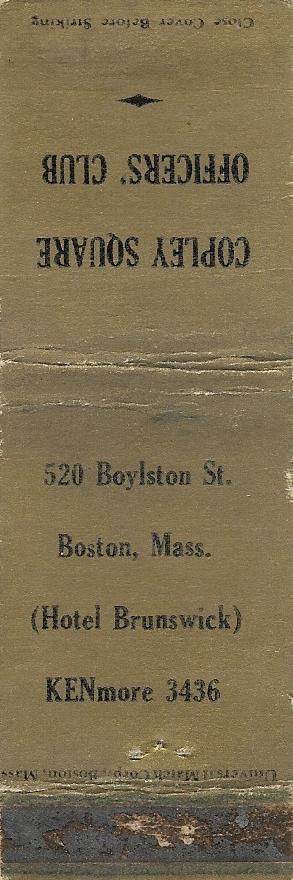 Close Cover Before Striking
COPLEY SQUARE
OFFICERS' CLUB
520 Boylston St.
Boston, Mass.
(Hotel Brunswick)
KENmore 3436
Universal Match Corp., Boston, Mass.